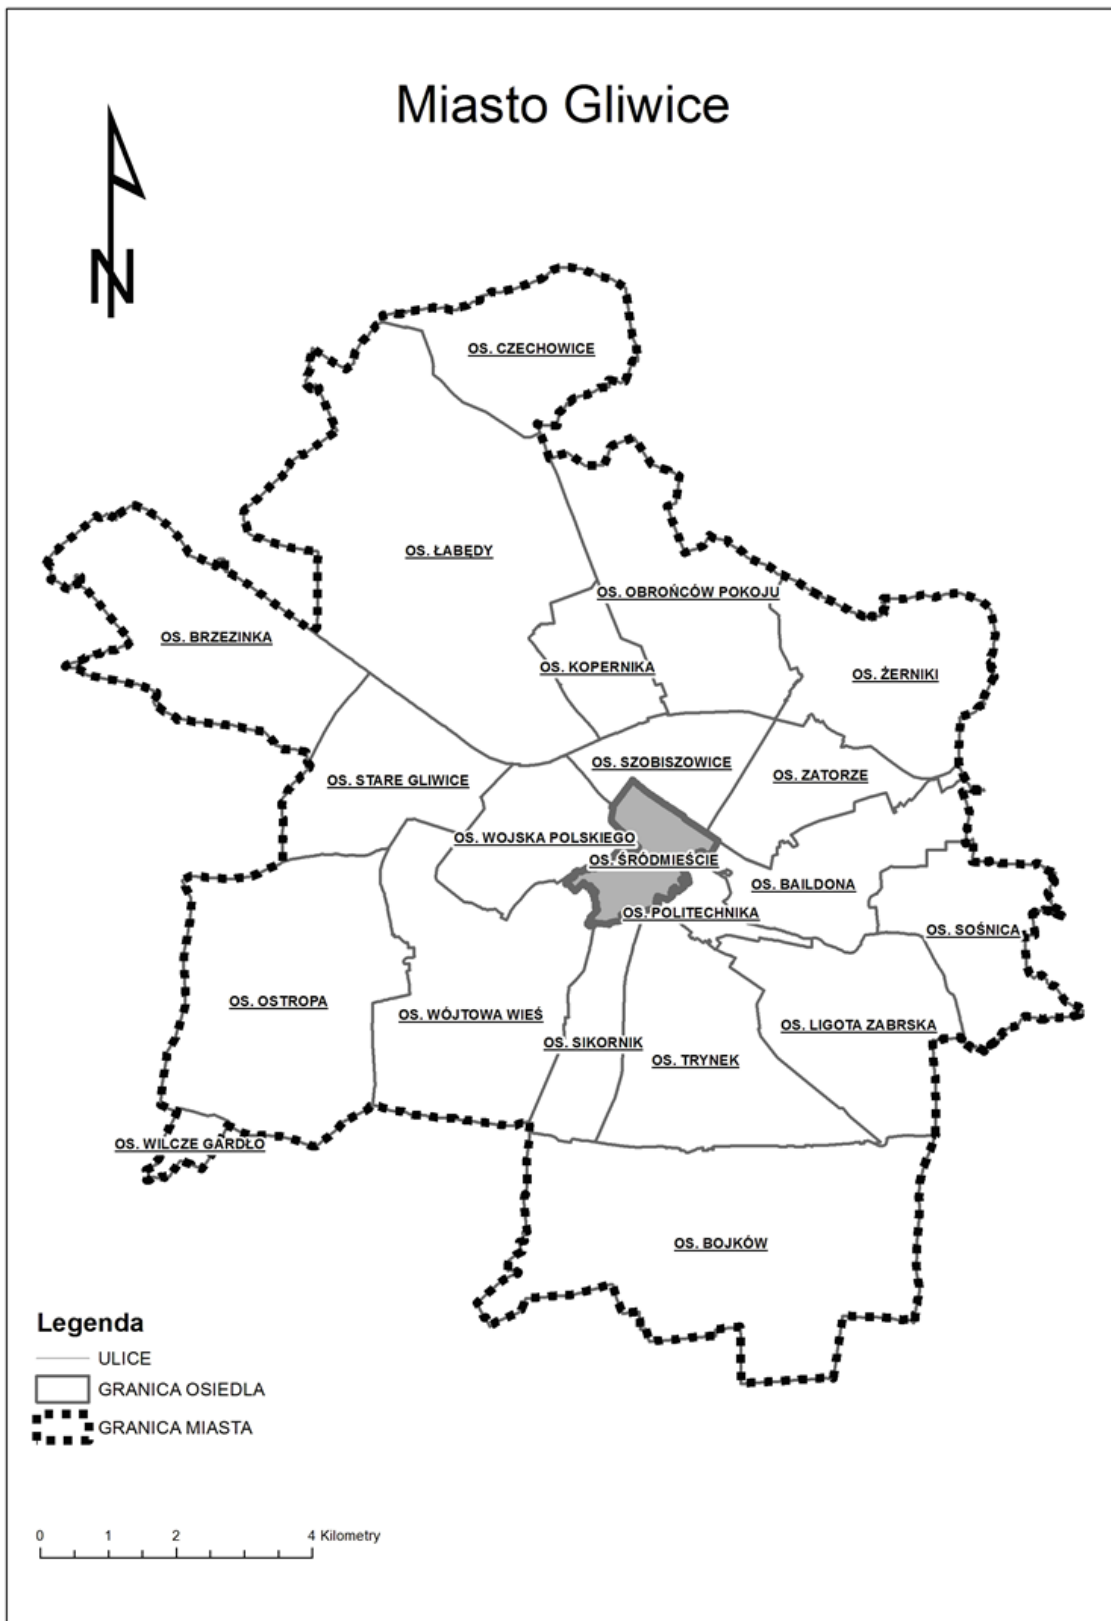 Miasto Gliwice
N
OS. CZECHOWICE
OS. ŁABĘDY
OS. OBROŃCÓW POKOJU
OS. BRZEZINKA
OS. KOPERNIKA
OS. ŻERNIKI
OS. SZOBISZOWICE
OS. STARE GLIWICE
OS. ZATORZE
OS. WOJSKA POLSKIEGO
OS. ŚRÓDMIEŚCIE
OS. BAILDONA
OS. POLITECHNIKA
OS. SOŚNICA
OS. OSTROPA
OS. WÓJTOWA WIEŚ
OS. LIGOTA ZABRSKA
OS. SIKORNIK
OS. TRYNEK
OS. WILCZE GARDŁO
OS. BOJKÓW
Legenda
ULICE
GRANICA OSIEDLA
GRANICA MIASTA
0 1 2 4 Kilometry